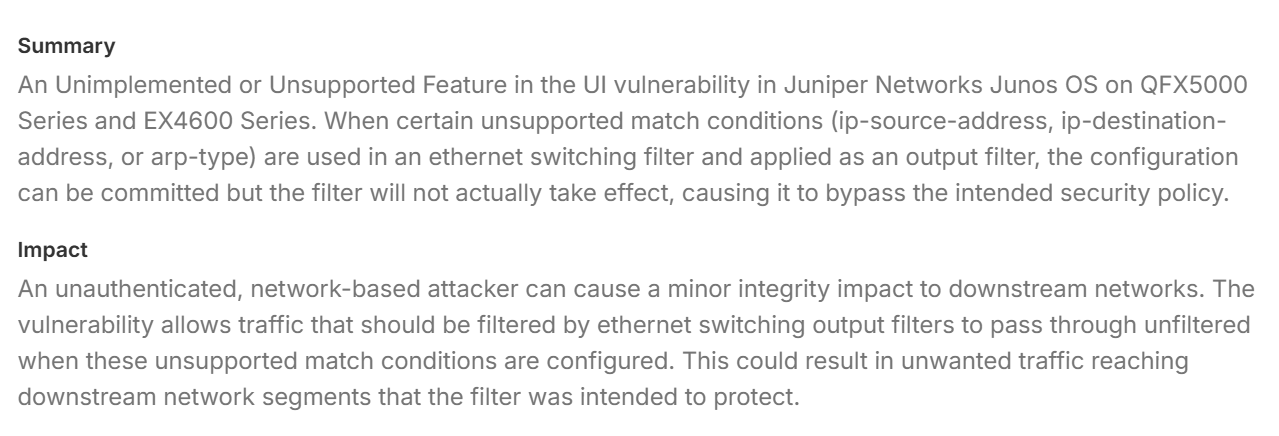 Summary
An Unimplemented or Unsupported Feature in the UI vulnerability in Juniper Networks Junos OS on QFX5000
Series and EX4600 Series. When certain unsupported match conditions (ip-source-address, ip-destination-
address, or arp-type) are used in an ethernet switching filter and applied as an output filter, the configuration
can be committed but the filter will not actually take effect, causing it to bypass the intended security policy.
Impact
An unauthenticated, network-based attacker can cause a minor integrity impact to downstream networks. The
vulnerability allows traffic that should be filtered by ethernet switching output filters to pass through unfiltered
when these unsupported match conditions are configured. This could result in unwanted traffic reaching
downstream network segments that the filter was intended to protect.